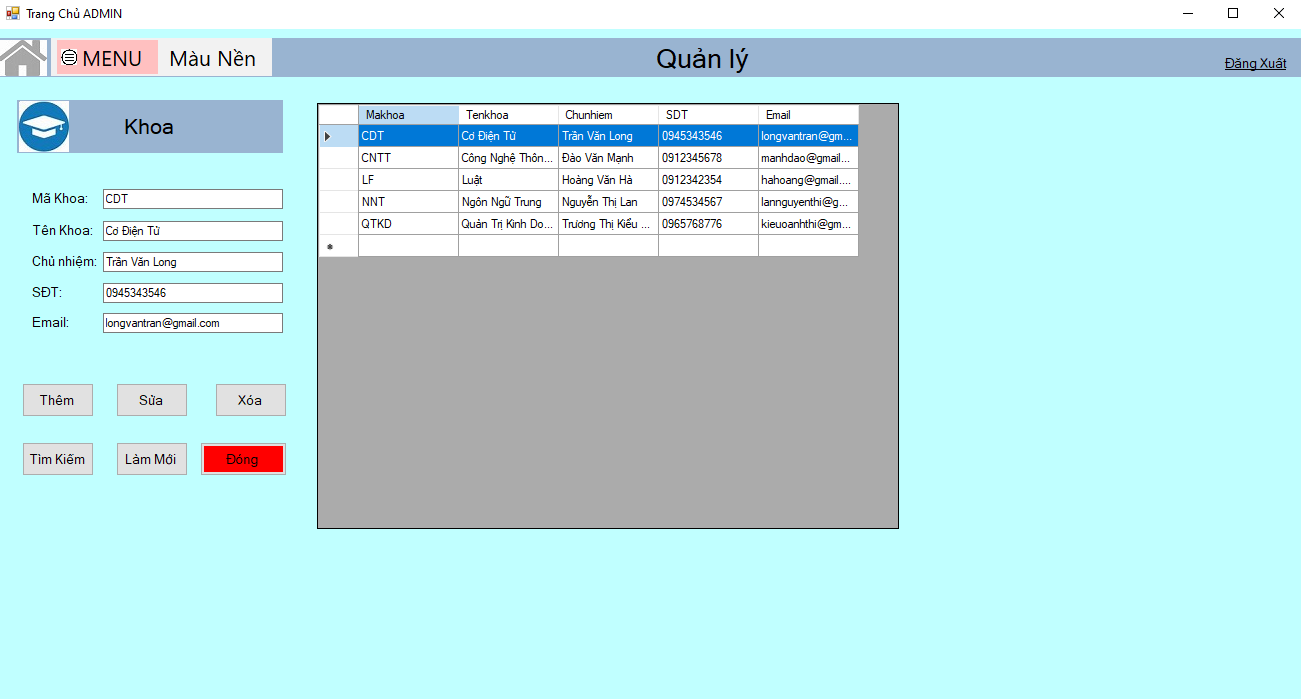 Trang Chủ ADMIN
MENU Màu Nền Quản lý Đăng Xuất
Khoa
Mã Khoa: CDT
Tên Khoa: Cơ Điện Tử
Chủ nhiệm: Trần Văn Long
SĐT: 0945343546
Email: longvantran@gmail.com
Thêm Sửa Xóa
Tìm Kiếm Làm Mới Đóng
Makhoa Tenkhoa Chunhiem SDT Email
CDT Cơ Điện Tử Trần Văn Long 0945343546 longvantran@gm...
CNTT Công Nghệ Thôn... Đào Văn Mạnh 0912345678 manhdao@gmail...
LF Luật Hoàng Văn Hà 0912342354 hahoang@gmail....
NNT Ngôn Ngữ Trung Nguyễn Thị Lan 0974534567 lannguyenthi@g...
QTKD Quản Trị Kinh Do... Trương Thị Kiều ... 0965768776 kieuoanhthi@gm...